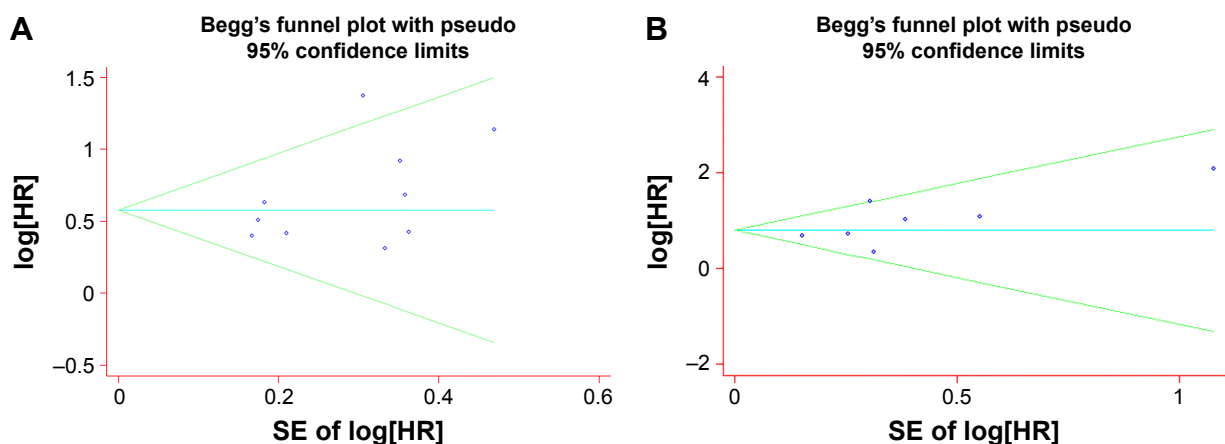 A
Begg's funnel plot with pseudo
95% confidence limits
log[HR]
1.5
1
0.5
0
–0.5
0
0.2
0.4
0.6
SE of log[HR]
B
Begg's funnel plot with pseudo
95% confidence limits
log[HR]
4
2
0
–2
0
0.5
1
SE of log[HR]